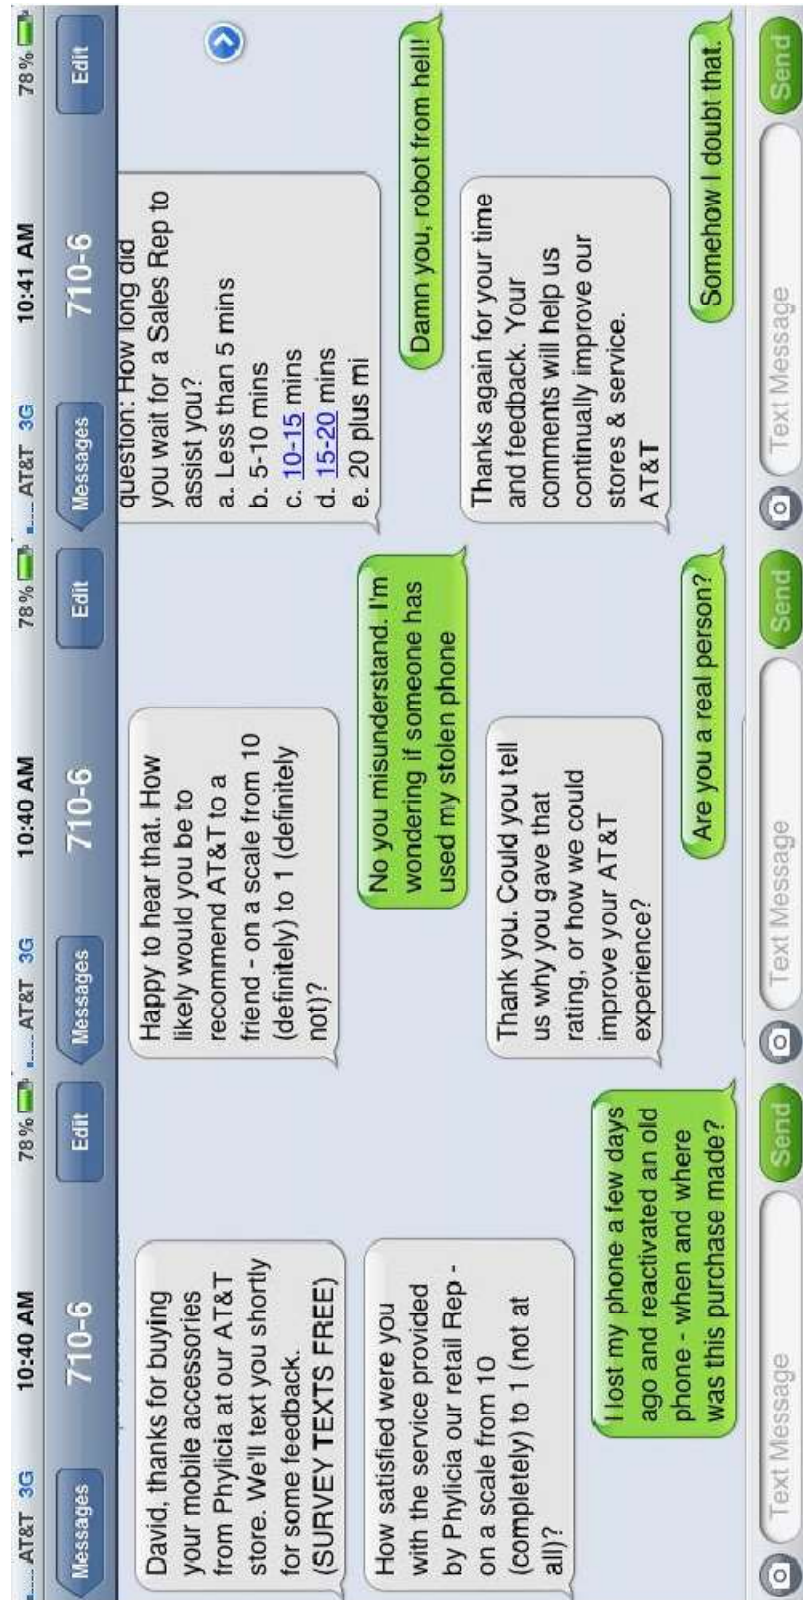 AT&T 3G 10:40 AM 78%
Messages 710-6 Edit
David, thanks for buying
your mobile accessories
from Phylicia at our AT&T
store. We'll text you shortly
for some feedback.
(SURVEY TEXTS FREE)
How satisfied were you
with the service provided
by Phylicia our retail Rep -
on a scale from 10
(completely) to 1 (not at
all)?
I lost my phone a few days
ago and reactivated an old
phone - when and where
was this purchase made?
Text Message Send
AT&T 3G 10:40 AM 78%
Messages 710-6 Edit
Happy to hear that. How
likely would you be to
recommend AT&T to a
friend - on a scale from 10
(definitely) to 1 (definitely
not)?
No you misunderstand. I'm
wondering if someone has
used my stolen phone
Thank you. Could you tell
us why you gave that
rating, or how we could
improve your AT&T
experience?
Are you a real person?
Text Message Send
AT&T 3G 10:41 AM 78%
Messages 710-6 Edit
question: How long did
you wait for a Sales Rep to
assist you?
a. Less than 5 mins
b. 5-10 mins
c. 10-15 mins
d. 15-20 mins
e. 20 plus mi
Damn you, robot from hell!
Thanks again for your time
and feedback. Your
comments will help us
continually improve our
stores & service.
AT&T
Somehow I doubt that.
Text Message Send